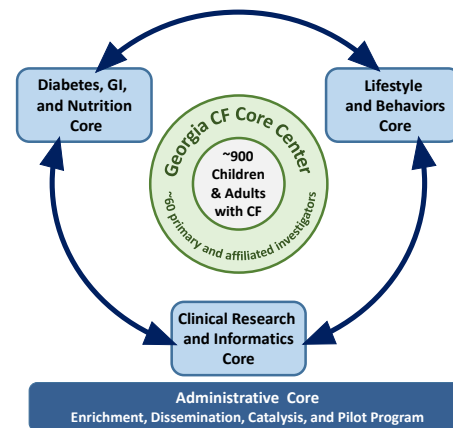 Diabetes, GI,
and Nutrition
Core
Lifestyle
and Behaviors
Core
Georgia CF Core Center
~900
Children
& Adults
with CF
~60 primary and affiliated investigators
Clinical Research
and Informatics
Core
Administrative Core
Enrichment, Dissemination, Catalysis, and Pilot Program